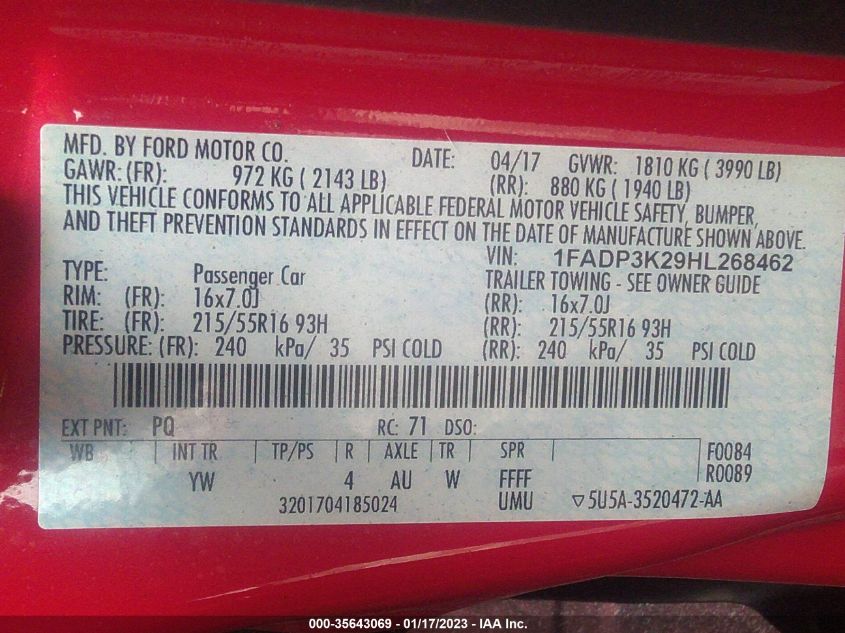 MFD. BY FORD MOTOR CO. DATE: 04/17 GVWR: 1810 KG ( 3990 LB)
GAWR: (FR): 972 KG ( 2143 LB) (RR): 880 KG ( 1940 LB)
THIS VEHICLE CONFORMS TO ALL APPLICABLE FEDERAL MOTOR VEHICLE SAFETY, BUMPER,
AND THEFT PREVENTION STANDARDS IN EFFECT ON THE DATE OF MANUFACTURE SHOWN ABOVE.
VIN: 1FADP3K29HL268462
TYPE: Passenger Car TRAILER TOWING - SEE OWNER GUIDE
RIM: (FR): 16x7.0J (RR): 16x7.0J
TIRE: (FR): 215/55R16 93H (RR): 215/55R16 93H
PRESSURE: (FR): 240 kPa/ 35 PSI COLD (RR): 240 kPa/ 35 PSI COLD
EXT PNT: PQ RC: 71 DSO:
WB INT TR TP/PS R AXLE TR SPR F0084
YW 4 AU W FFFF R0089
3201704185024 UMU ▽5U5A-3520472-AA
000-35643069 - 01/17/2023 - IAA Inc.